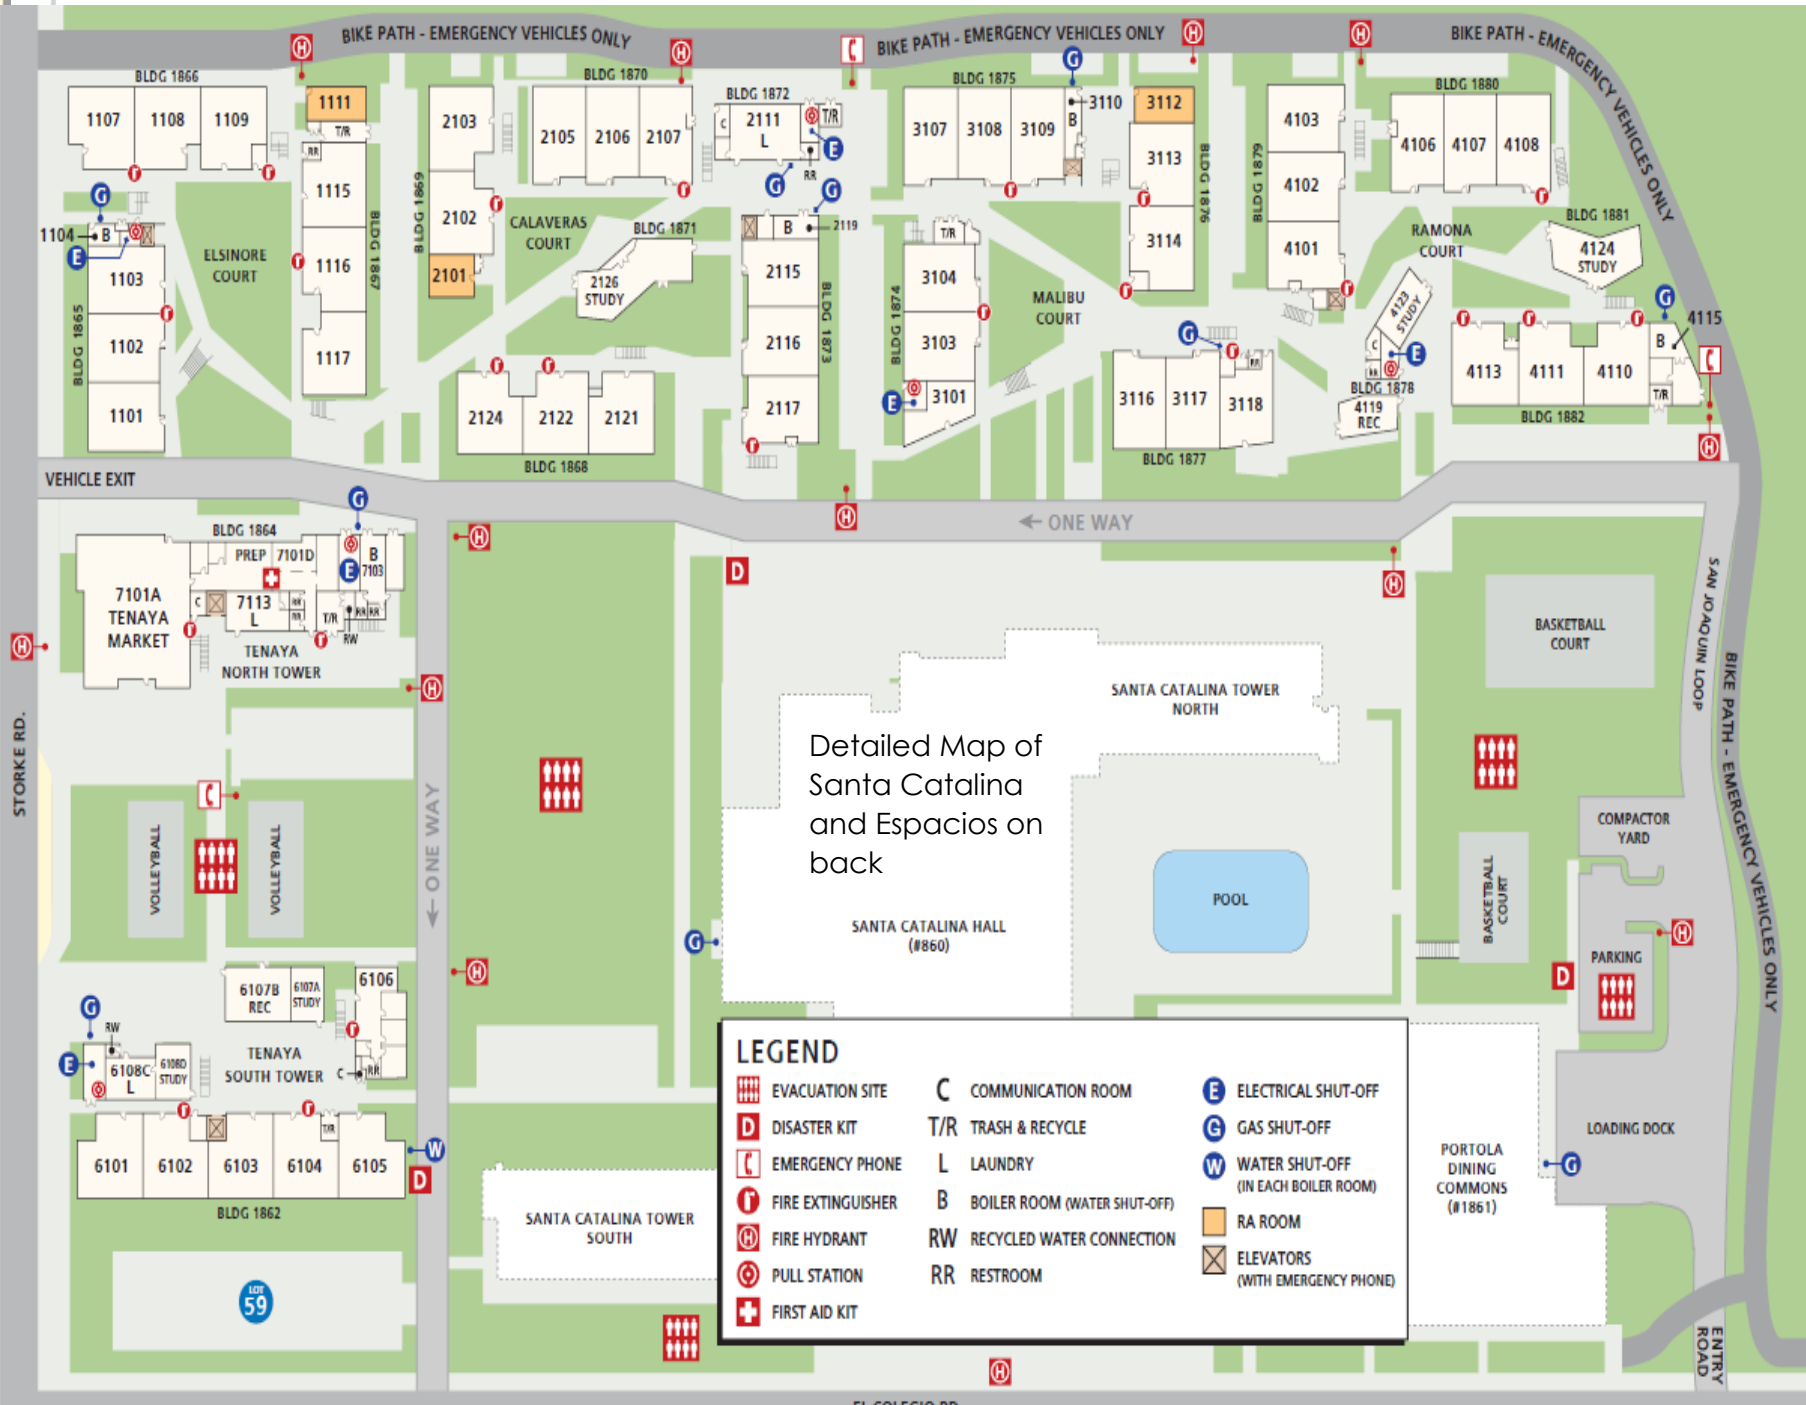 BIKE PATH - EMERGENCY VEHICLES ONLY
BIKE PATH - EMERGENCY VEHICLES ONLY
BIKE PATH - EMERGENCY VEHICLES ONLY
BLDG 1866
1107
1108
1109
1111
T/R
RR
1115
1116
1117
BLDG 1867
1104
B
E
G
1103
1102
1101
BLDG 1865
ELSINORE
COURT
BLDG 1869
2103
2102
2101
BLDG 1870
2105
2106
2107
CALAVERAS
COURT
BLDG 1871
2126
STUDY
2124
2122
2121
BLDG 1868
BLDG 1872
C
2111
L
T/R
E
RR
G
G
B
2119
2115
2116
2117
BLDG 1873
BLDG 1875
G
3107
3108
3109
3110
B
T/R
3104
3103
3101
E
BLDG 1874
MALIBU
COURT
3112
3113
3114
BLDG 1876
G
RR
3116
3117
3118
BLDG 1877
BLDG 1879
4103
4102
4101
BLDG 1880
4106
4107
4108
RAMONA
COURT
BLDG 1881
4124
STUDY
4123
STUDY
C
E
RR
BLDG 1878
4119
REC
G
4115
B
4113
4111
4110
T/R
BLDG 1882
VEHICLE EXIT
← ONE WAY
BLDG 1864
G
PREP
7101D
B
7103
E
7101A
TENAYA
MARKET
C
7113
L
RR
RR
T/R
RR
RR
RW
TENAYA
NORTH TOWER
D
STORKE RD.
VOLLEYBALL
VOLLEYBALL
← ONE WAY
SANTA CATALINA TOWER
NORTH
Detailed Map of
Santa Catalina
and Espacios on
back
SANTA CATALINA HALL
(#860)
G
POOL
BASKETBALL
COURT
SAN JOAQUIN LOOP
BIKE PATH - EMERGENCY VEHICLES ONLY
COMPACTOR
YARD
BASKETBALL
COURT
PARKING
D
6107B
REC
6107A
STUDY
6106
G
RW
E
6108C
L
6108D
STUDY
TENAYA
SOUTH TOWER
C
RR
T/R
6101
6102
6103
6104
6105
W
D
BLDG 1862
LOT
59
SANTA CATALINA TOWER
SOUTH
LEGEND
EVACUATION SITE
D DISASTER KIT
EMERGENCY PHONE
FIRE EXTINGUISHER
H FIRE HYDRANT
PULL STATION
FIRST AID KIT
C COMMUNICATION ROOM
T/R TRASH & RECYCLE
L LAUNDRY
B BOILER ROOM (WATER SHUT-OFF)
RW RECYCLED WATER CONNECTION
RR RESTROOM
E ELECTRICAL SHUT-OFF
G GAS SHUT-OFF
W WATER SHUT-OFF
(IN EACH BOILER ROOM)
RA ROOM
ELEVATORS
(WITH EMERGENCY PHONE)
PORTOLA
DINING
COMMONS
(#1861)
G
LOADING DOCK
ENTRY
ROAD